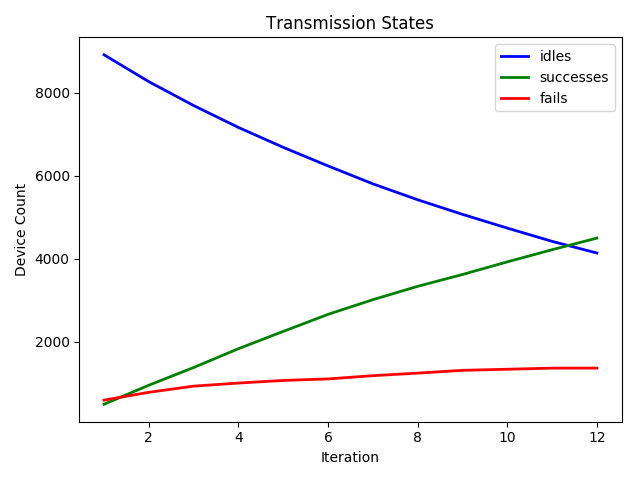 Transmission States
idles
successes
fails
Device Count
8000
6000
4000
2000
2 4 6 8 10 12
Iteration